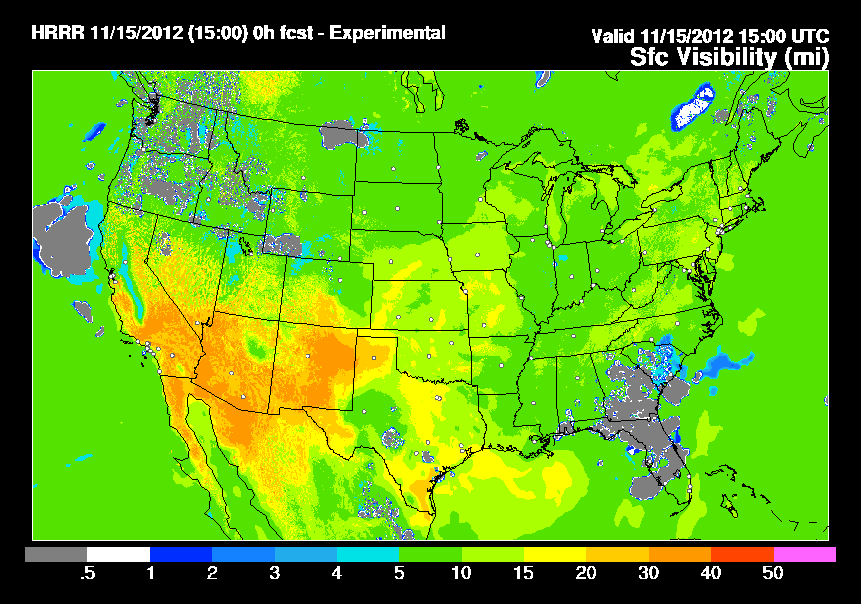 HRRR 11/15/2012 (15:00) 0h fcst - Experimental
Valid 11/15/2012 15:00 UTC
Sfc Visibility (mi)
.5 1 2 3 4 5 10 15 20 30 40 50